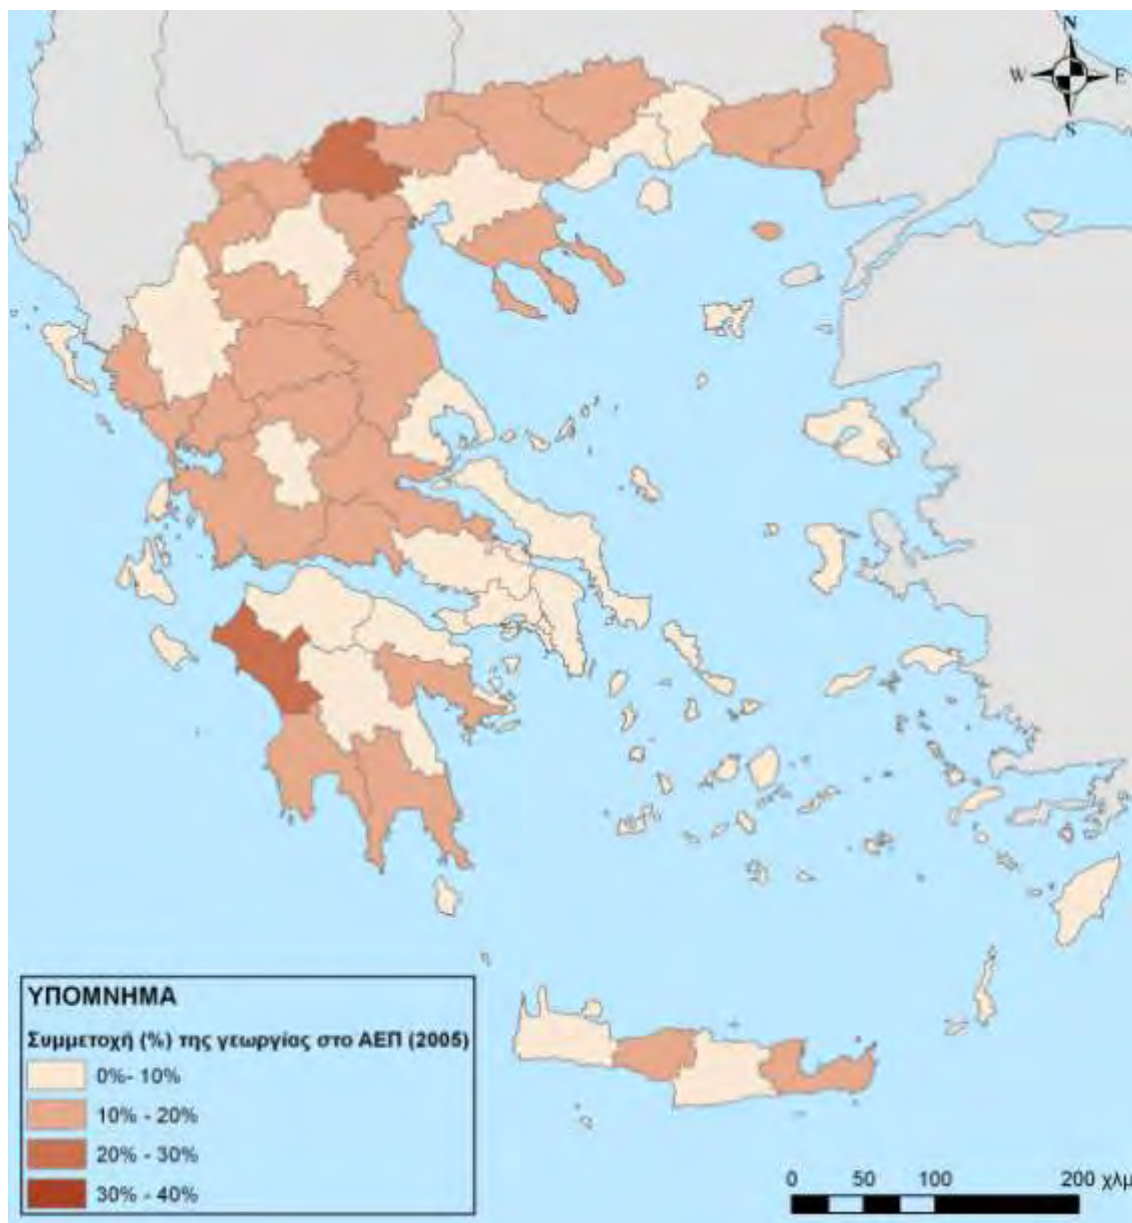 N
W E
S
ΥΠΟΜΝΗΜΑ
Συμμετοχή (%) της γεωργίας στο ΑΕΠ (2005)
0%- 10%
10% - 20%
20% - 30%
30% - 40%
0 50 100 200 χλμ